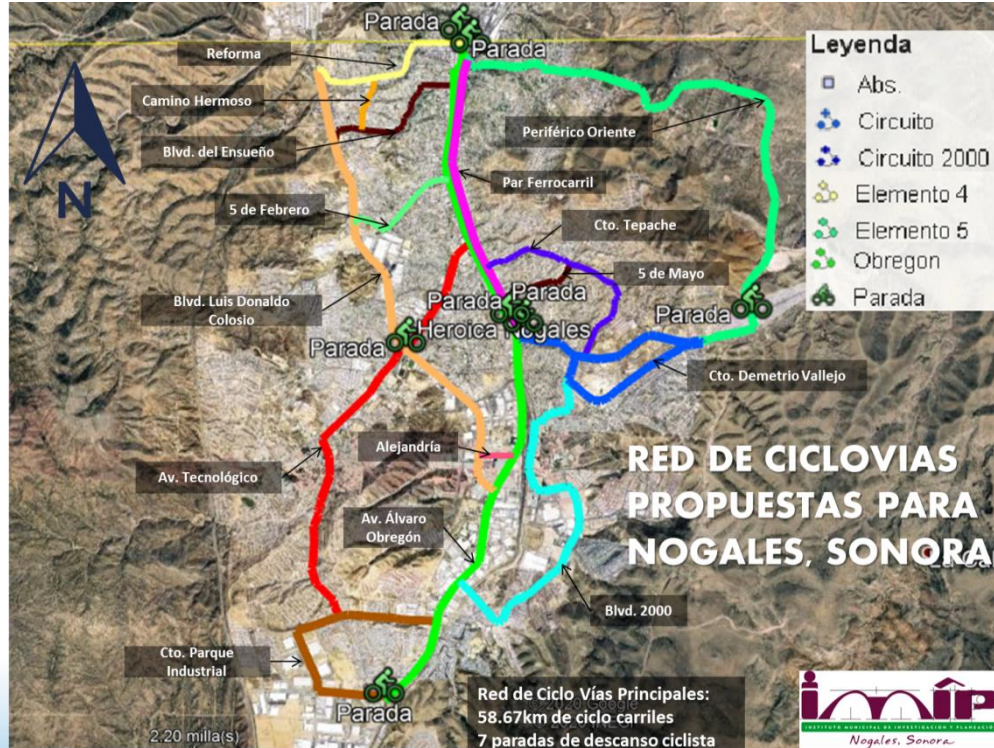 Parada
Parada
Reforma
Camino Hermoso
Blvd. del Ensueño
Periférico Oriente
Par Ferrocarril
5 de Febrero
Cto. Tepache
5 de Mayo
Blvd. Luis Donaldo
Colosio
Parada
Parada
Parada
Parada
Heroica Nogales
Cto. Demetrio Vallejo
Alejandría
Av. Tecnológico
Av. Álvaro
Obregón
Blvd. 2000
Cto. Parque
Industrial
Parada
N
Leyenda
Abs.
Circuito
Circuito 2000
Elemento 4
Elemento 5
Obregon
Parada
RED DE CICLOVIAS
PROPUESTAS PARA
NOGALES, SONORA
Red de Ciclo Vías Principales:
58.67km de ciclo carriles
7 paradas de descanso ciclista
2.20 milla(s)
imip
INSTITUTO MUNICIPAL DE INVESTIGACIÓN Y PLANEACIÓN
Nogales, Sonora